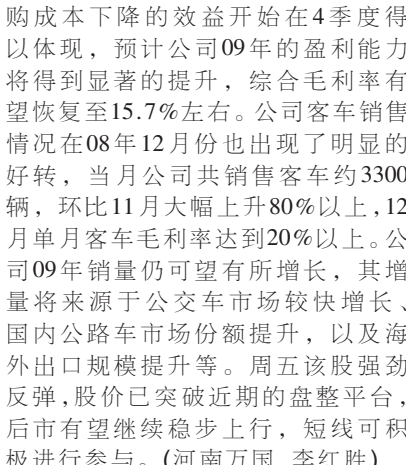 购成本下降的效益开始在4季度得
以体现，预计公司09年的盈利能力
将得到显著的提升，综合毛利率有
望恢复至15.7%左右。公司客车销售
情况在08年12月份也出现了明显的
好转，当月公司共销售客车约3300
辆，环比11月大幅上升80%以上，12
月单月客车毛利率达到20%以上。公
司09年销量仍可望有所增长，其增
量将来源于公交车市场较快增长、
国内公路车市场份额提升，以及海
外出口规模提升等。周五该股强劲
反弹，股价已突破近期的盘整平台，
后市有望继续稳步上行，短线可积
极进行参与。(河南万国 李红胜)